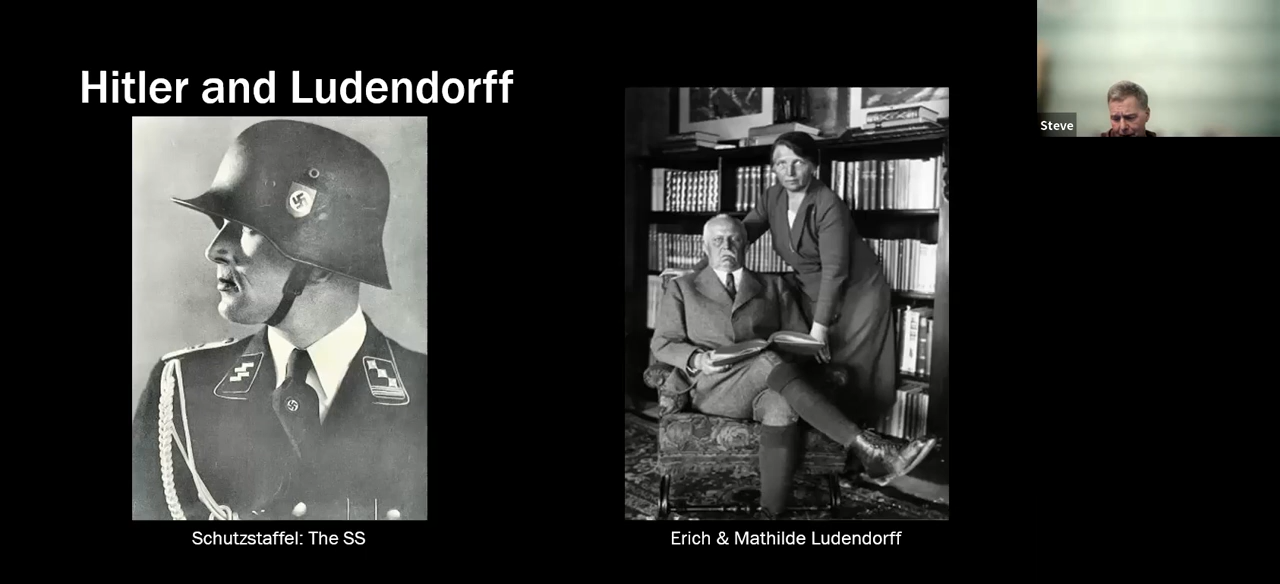 Hitler and Ludendorff
Steve
Schutzstaffel: The SS
Erich & Mathilde Ludendorff